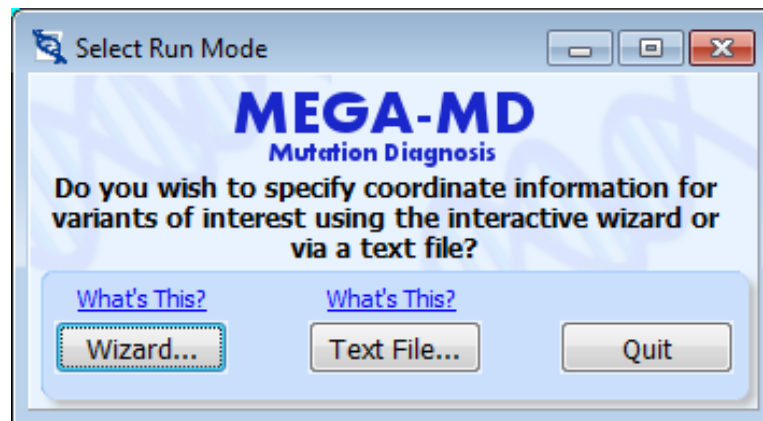 Select Run Mode
MEGA-MD
Mutation Diagnosis
Do you wish to specify coordinate information for
variants of interest using the interactive wizard or
via a text file?
What's This? What's This?
Wizard... Text File... Quit